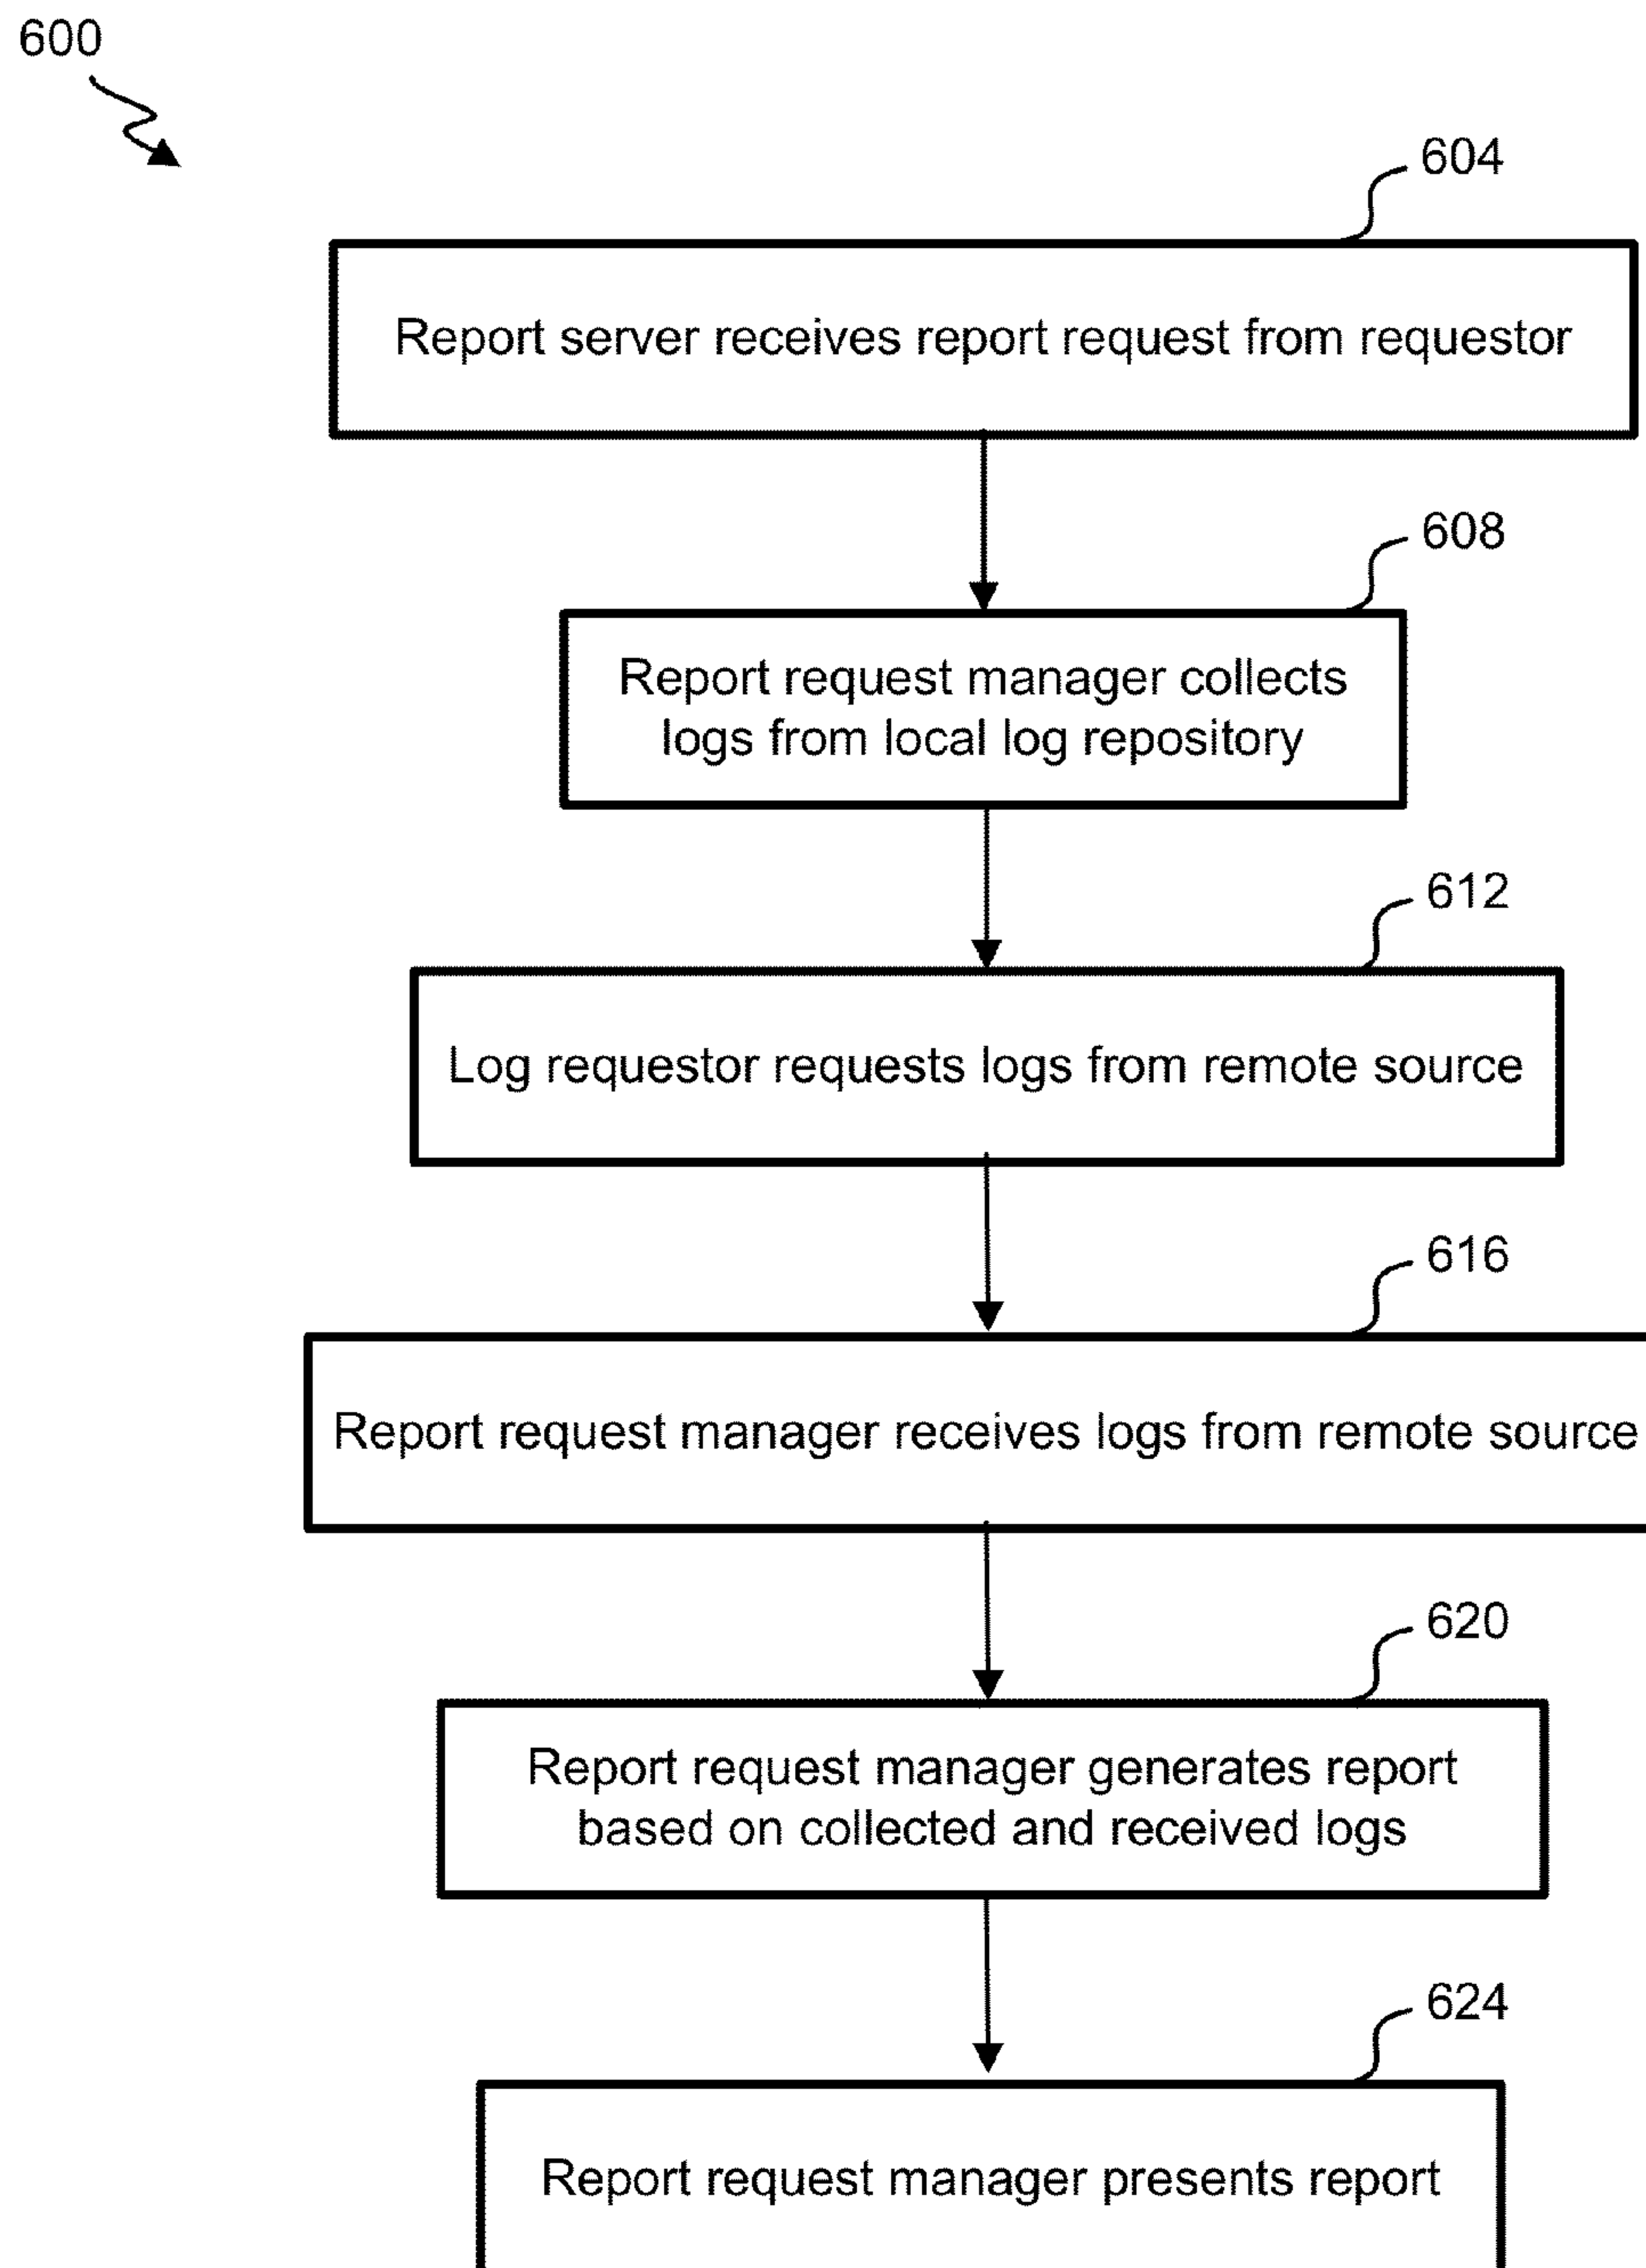 600
604
Report server receives report request from requestor
608
Report request manager collects
logs from local log repository
612
Log requestor requests logs from remote source
616
Report request manager receives logs from remote source
620
Report request manager generates report
based on collected and received logs
624
Report request manager presents report